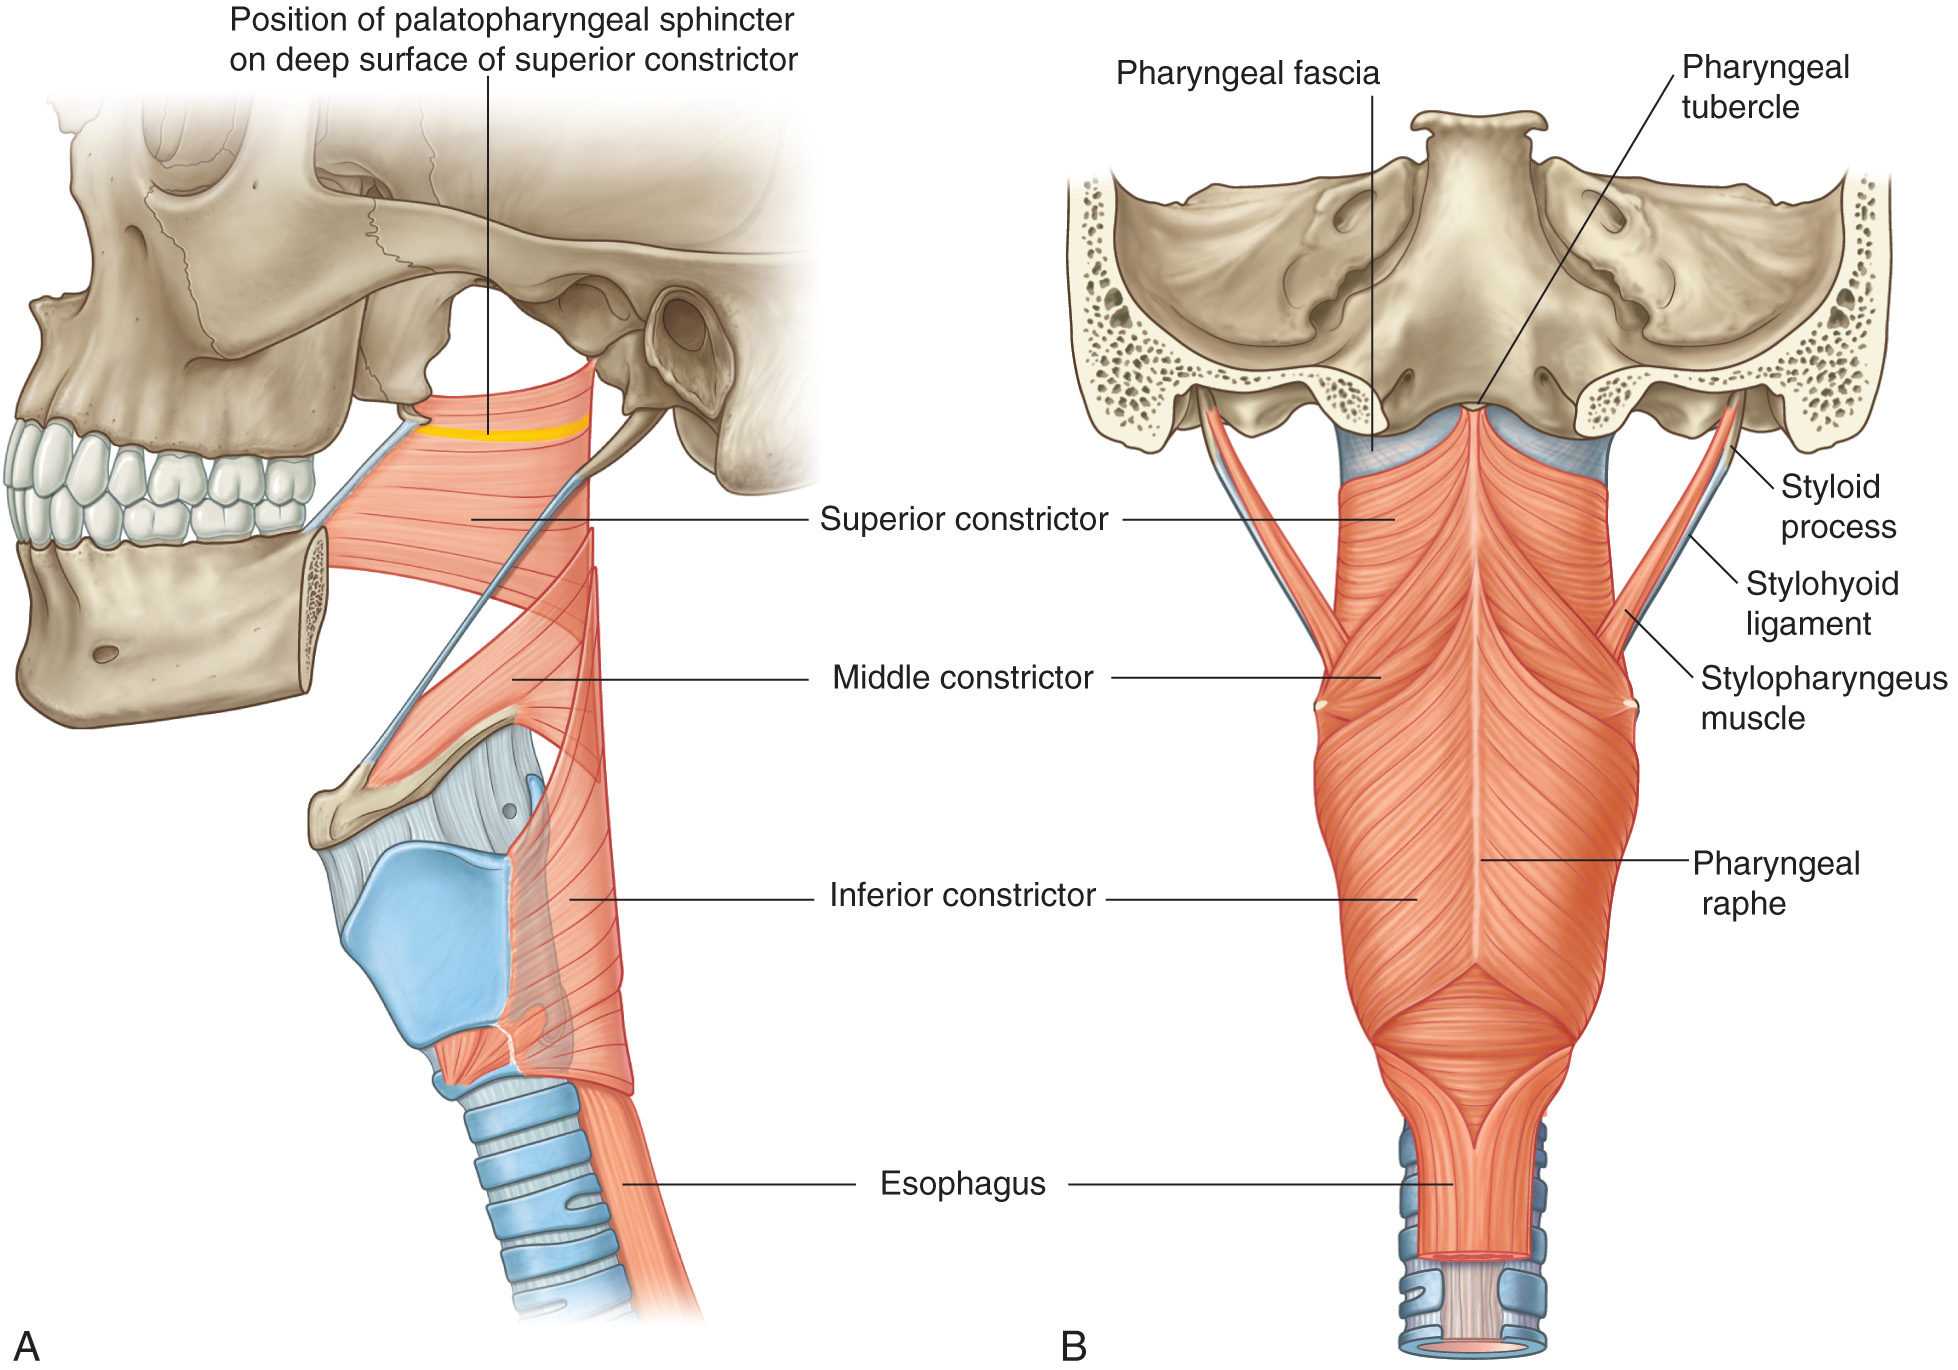 Position of palatopharyngeal sphincter
on deep surface of superior constrictor
Pharyngeal fascia
Pharyngeal
tubercle
Styloid
process
Superior constrictor
Stylohyoid
ligament
Middle constrictor
Stylopharyngeus
muscle
Pharyngeal
raphe
Inferior constrictor
Esophagus
A
B